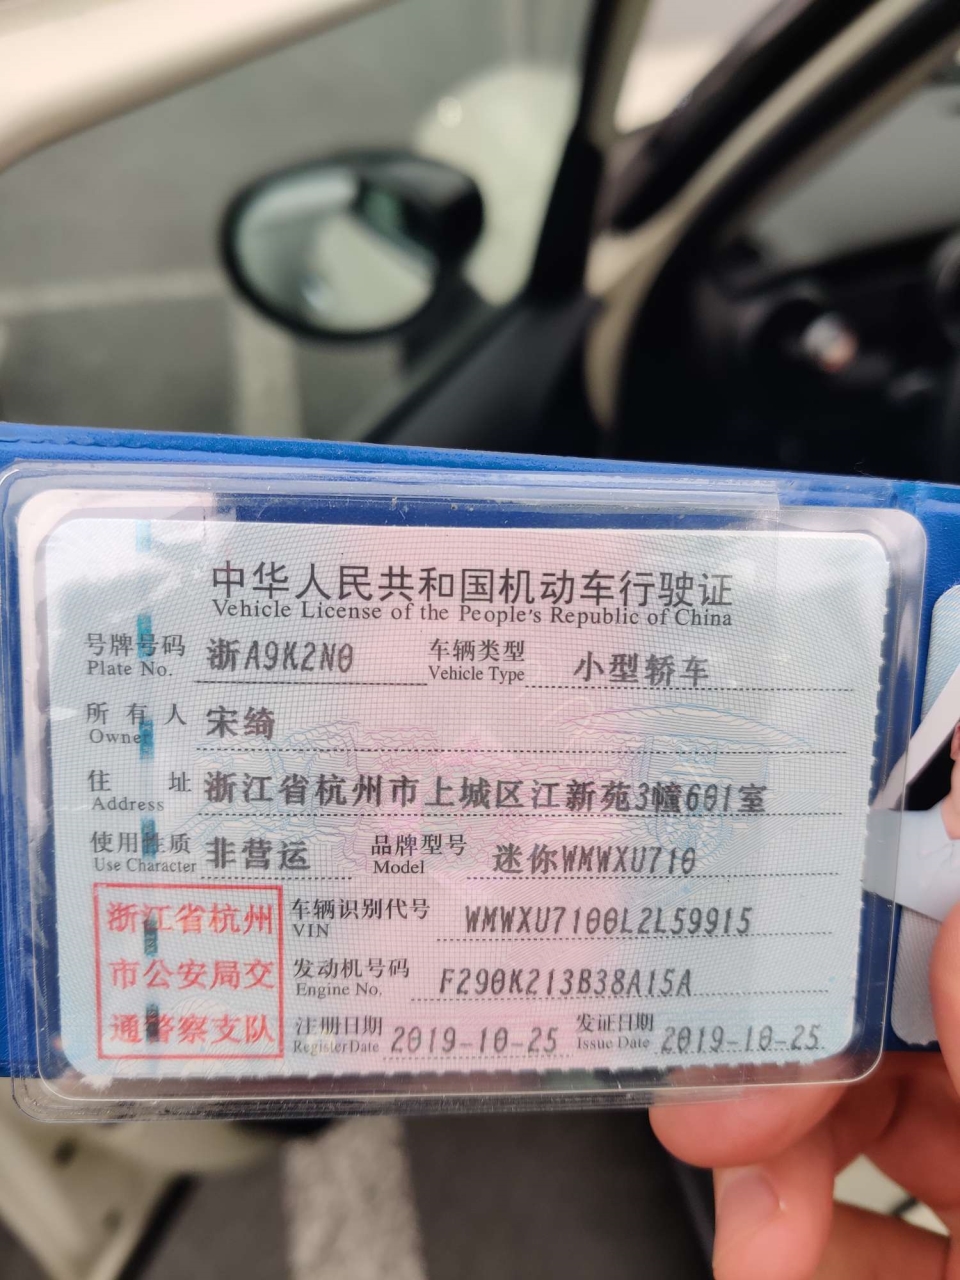 中华人民共和国机动车行驶证
Vehicle License of the People's Republic of China
号牌号码 浙A9K2N0 车辆类型 小型轿车
Plate No. Vehicle Type
所有人 宋绮
Owner
住址 浙江省杭州市上城区江新苑3幢601室
Address
使用性质 非营运 品牌型号 迷你WMWXU710
Use Character Model
浙江省杭州
市公安局交
通警察支队
车辆识别代号 WMWXU7100L2L59915
VIN
发动机号码 F290K213B38A15A
Engine No.
注册日期 2019-10-25 发证日期 2019-10-25
Register Date Issue Date